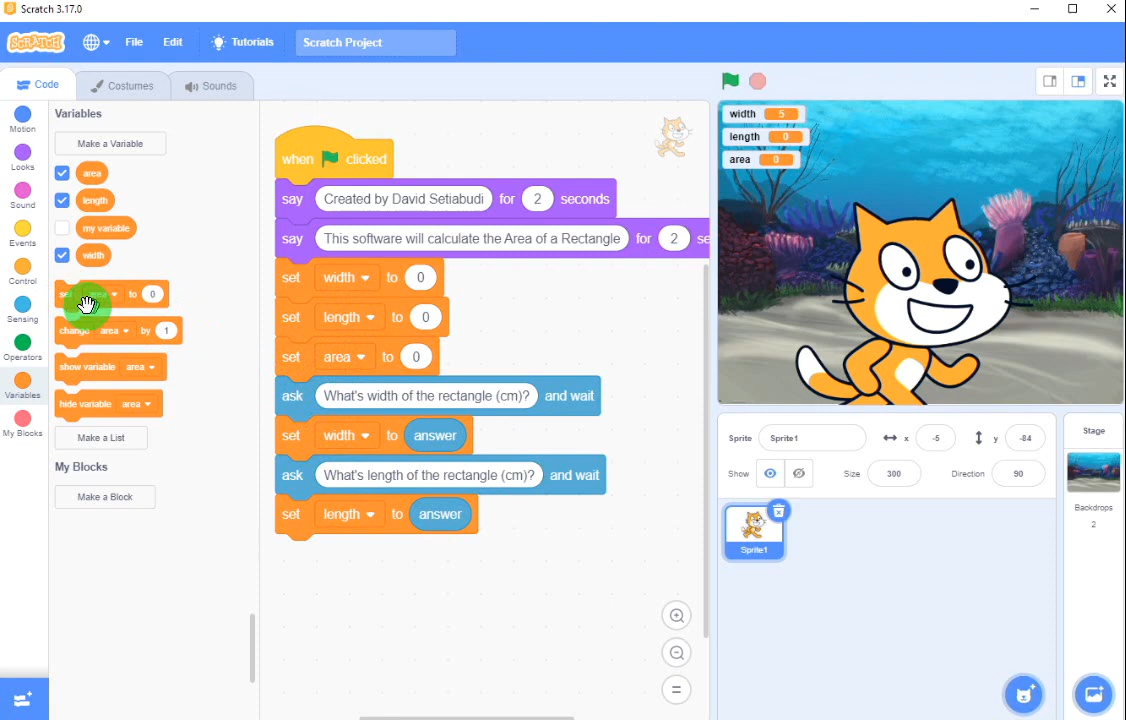 Scratch 3.17.0
SCRATCH File Edit Tutorials Scratch Project
Code Costumes Sounds
Motion
Looks
Sound
Events
Control
Sensing
Operators
Variables
My Blocks
Variables
Make a Variable
area
length
my variable
width
set area to 0
change area by 1
show variable area
hide variable area
Make a List
My Blocks
Make a Block
when clicked
say Created by David Setiabudi for 2 seconds
say This software will calculate the Area of a Rectangle for 2 se
set width to 0
set length to 0
set area to 0
ask What's width of the rectangle (cm)? and wait
set width to answer
ask What's length of the rectangle (cm)? and wait
set length to answer
width 5
length 0
area 0
Sprite Sprite1 x -5 y -84
Show Size 300 Direction 90
Sprite1
Stage
Backdrops
2